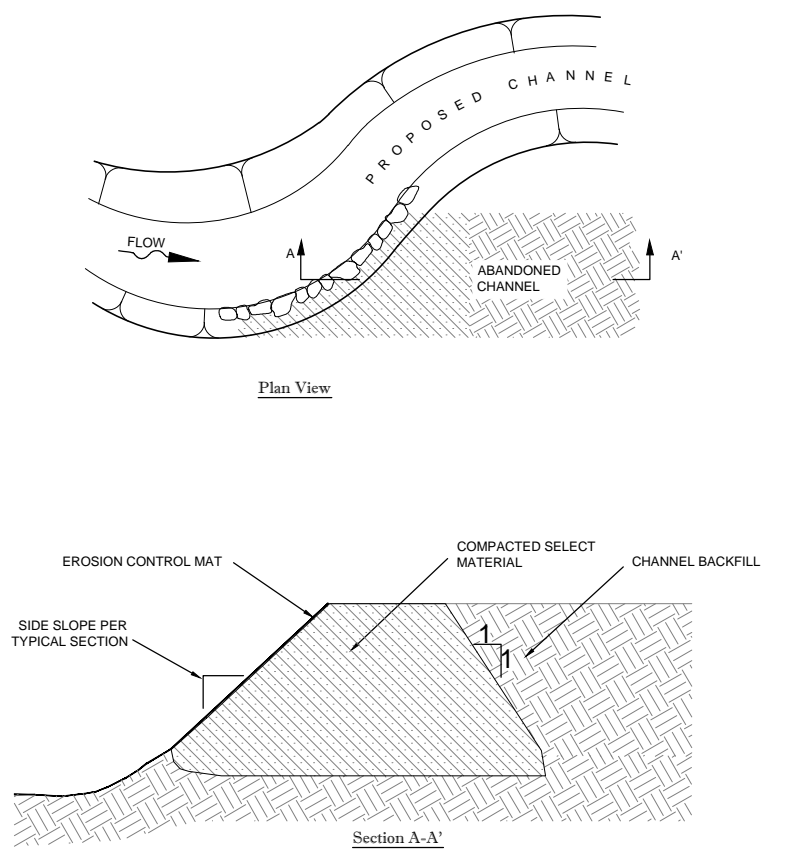 PROPOSED CHANNEL
FLOW
A
A'
ABANDONED
CHANNEL
Plan View
EROSION CONTROL MAT
COMPACTED SELECT
MATERIAL
CHANNEL BACKFILL
SIDE SLOPE PER
TYPICAL SECTION
1
1
Section A-A'